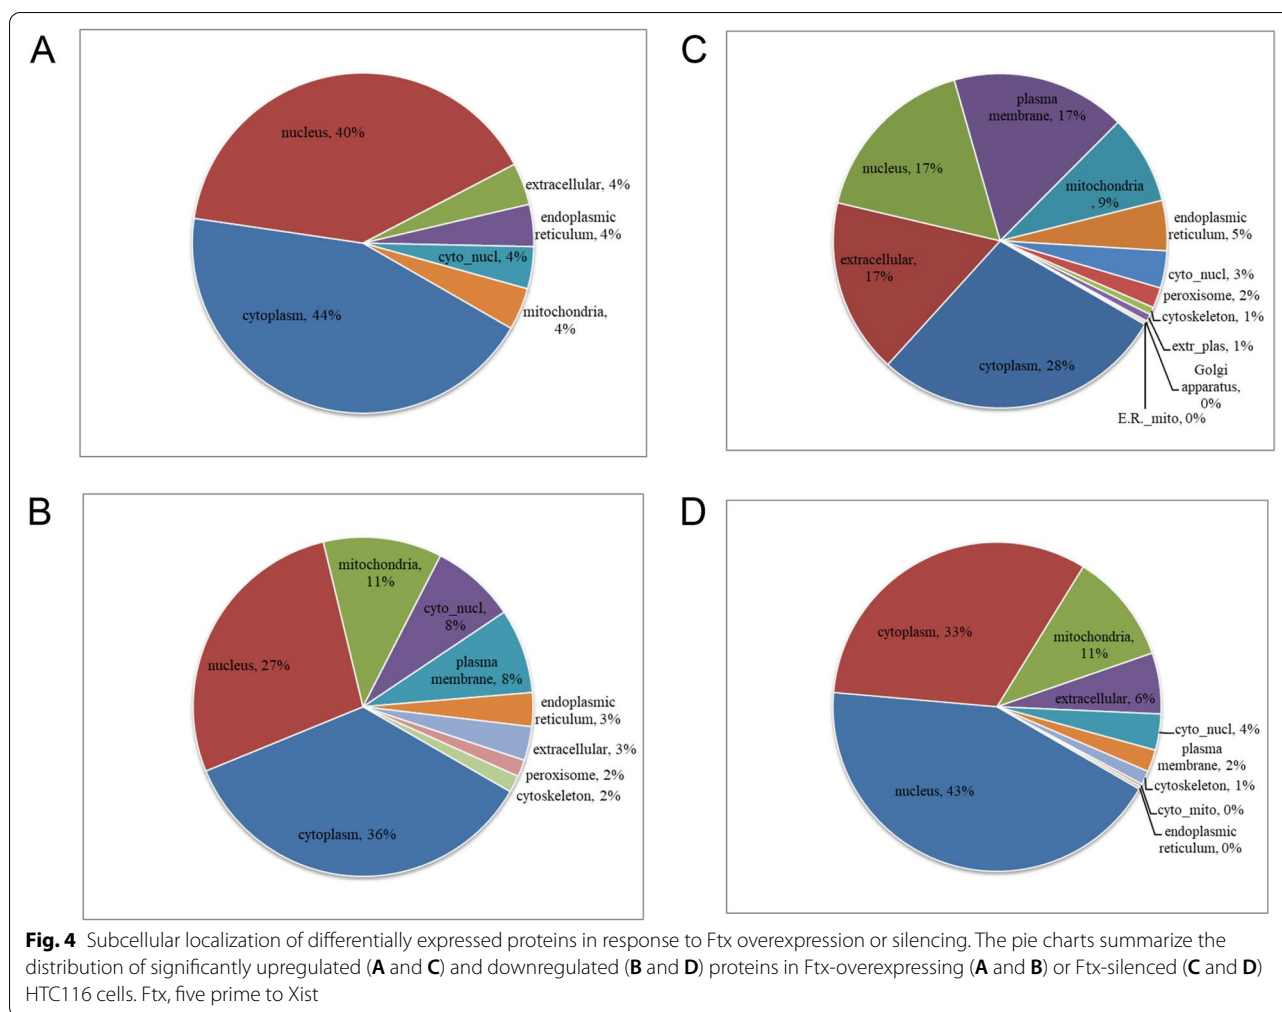 A
nucleus, 40%
extracellular, 4%
endoplasmic
reticulum, 4%
cyto_nucl, 4%
mitochondria,
4%
cytoplasm, 44%
C
plasma
membrane, 17%
nucleus, 17%
mitochondria
, 9%
endoplasmic
reticulum, 5%
extracellular,
17%
cyto_nucl, 3%
peroxisome, 2%
cytoskeleton, 1%
extr_plas, 1%
Golgi
apparatus,
0%
E.R._mito, 0%
cytoplasm, 28%
B
mitochondria,
11%
cyto_nucl,
8%
nucleus, 27%
plasma
membrane, 8%
endoplasmic
reticulum, 3%
extracellular, 3%
peroxisome, 2%
cytoskeleton, 2%
cytoplasm, 36%
D
cytoplasm, 33%
mitochondria,
11%
extracellular, 6%
cyto_nucl, 4%
plasma
membrane, 2%
cytoskeleton, 1%
cyto_mito, 0%
endoplasmic
reticulum, 0%
nucleus, 43%
Fig. 4 Subcellular localization of differentially expressed proteins in response to Ftx overexpression or silencing. The pie charts summarize the
distribution of significantly upregulated (A and C) and downregulated (B and D) proteins in Ftx-overexpressing (A and B) or Ftx-silenced (C and D)
HTC116 cells. Ftx, five prime to Xist